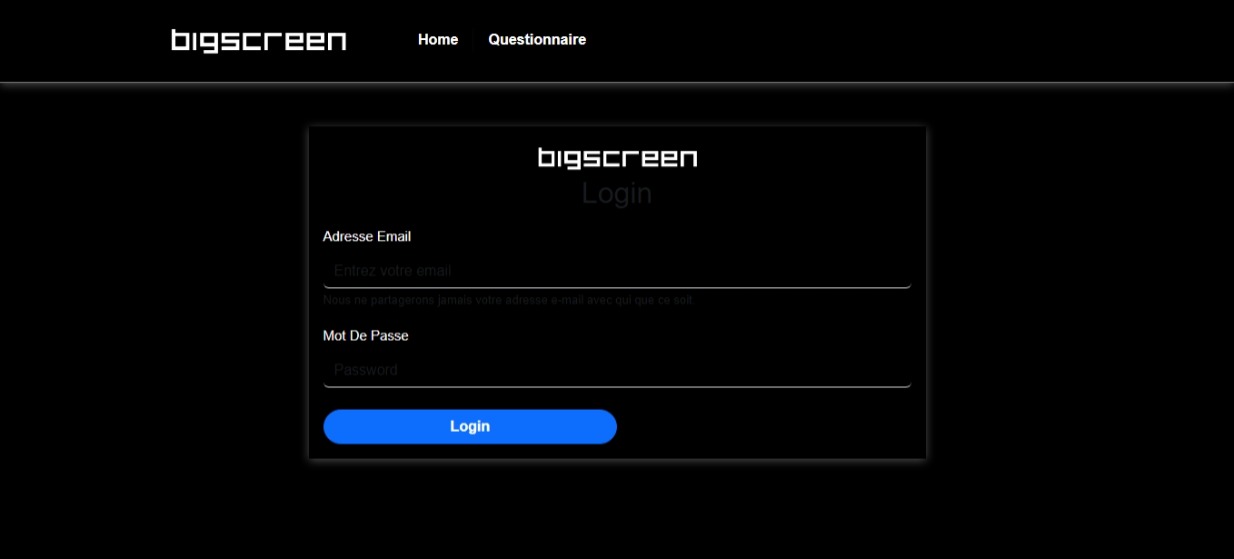 bigscreen
Home Questionnaire
bigscreen
Login
Adresse Email
Entrez votre email
Nous ne partagerons jamais votre adresse e-mail avec qui que ce soit.
Mot De Passe
Password
Login